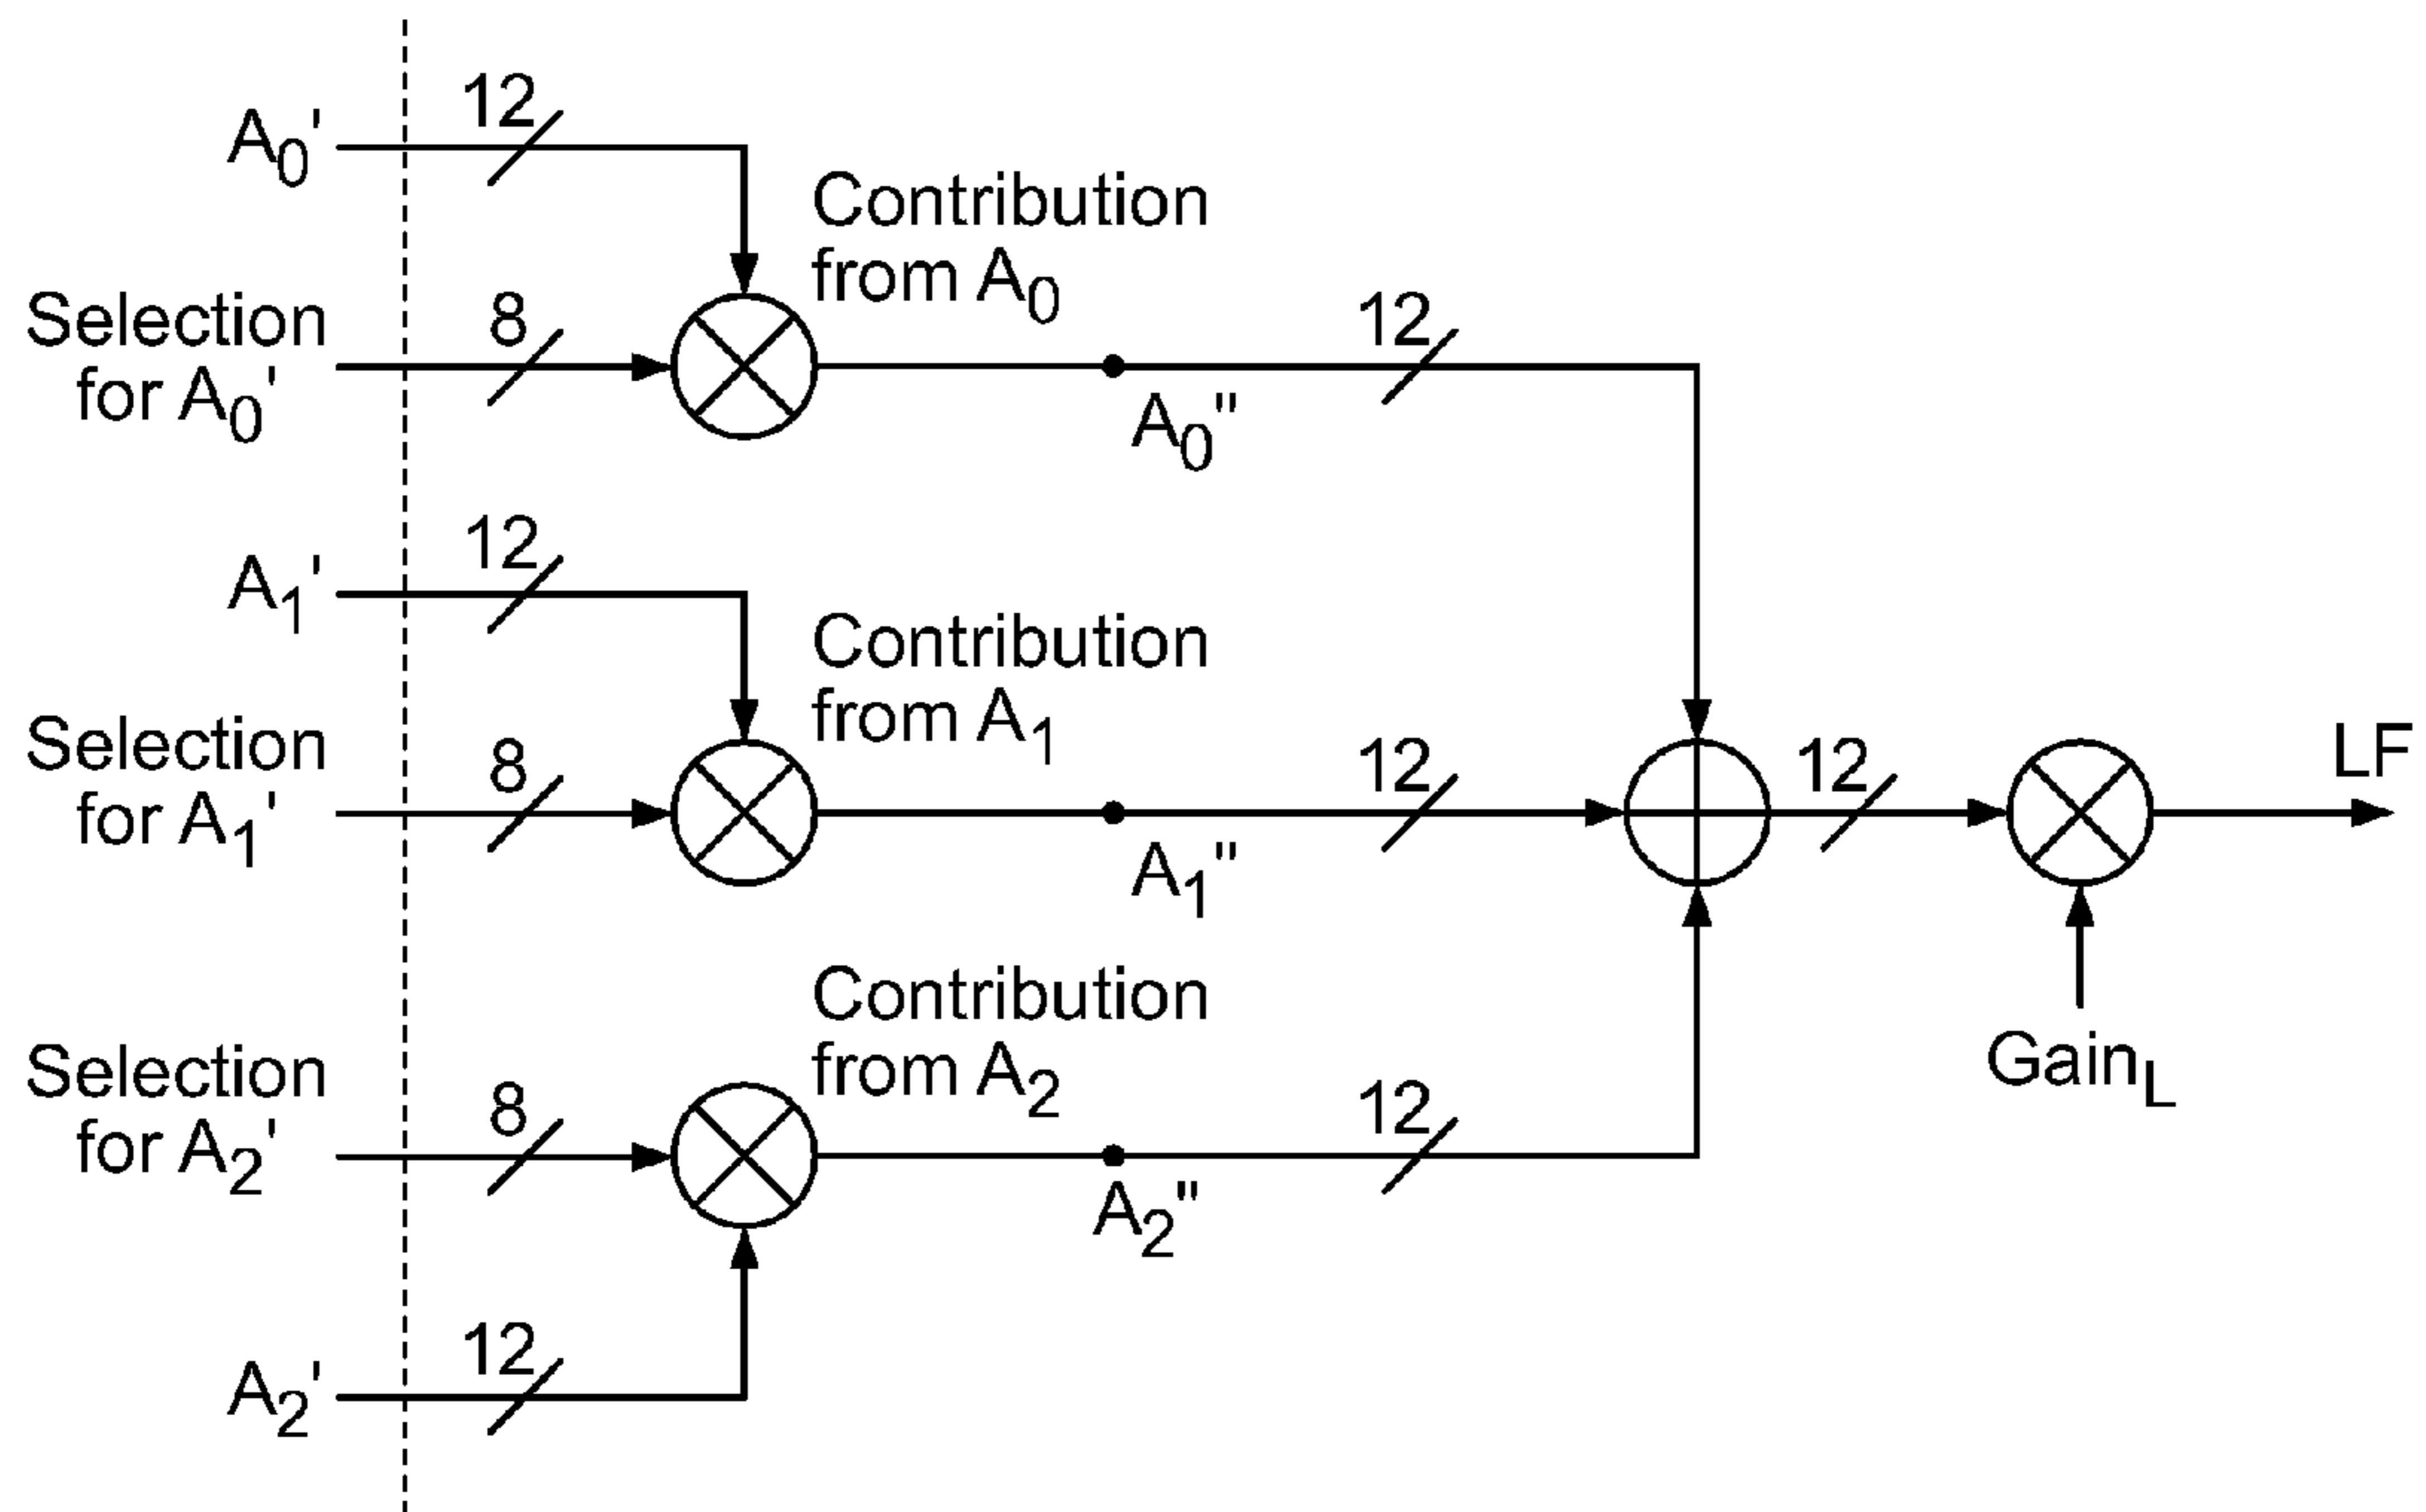 12
A0'
Contribution
from A0
Selection
for A0'
8
12
A0"
12
A1'
Contribution
from A1
Selection
for A1'
8
12
A1"
12
LF
GainL
Contribution
from A2
Selection
for A2'
8
12
A2"
12
A2'